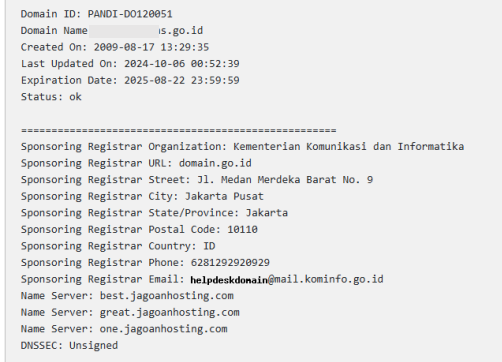 Domain ID: PANDI-DO120051
Domain Name s.go.id
Created On: 2009-08-17 13:29:35
Last Updated On: 2024-10-06 00:52:39
Expiration Date: 2025-08-22 23:59:59
Status: ok
====================================================
Sponsoring Registrar Organization: Kementerian Komunikasi dan Informatika
Sponsoring Registrar URL: domain.go.id
Sponsoring Registrar Street: Jl. Medan Merdeka Barat No. 9
Sponsoring Registrar City: Jakarta Pusat
Sponsoring Registrar State/Province: Jakarta
Sponsoring Registrar Postal Code: 10110
Sponsoring Registrar Country: ID
Sponsoring Registrar Phone: 6281292920929
Sponsoring Registrar Email: helpdeskdomain@mail.kominfo.go.id
Name Server: best.jagoanhosting.com
Name Server: great.jagoanhosting.com
Name Server: one.jagoanhosting.com
DNSSEC: Unsigned